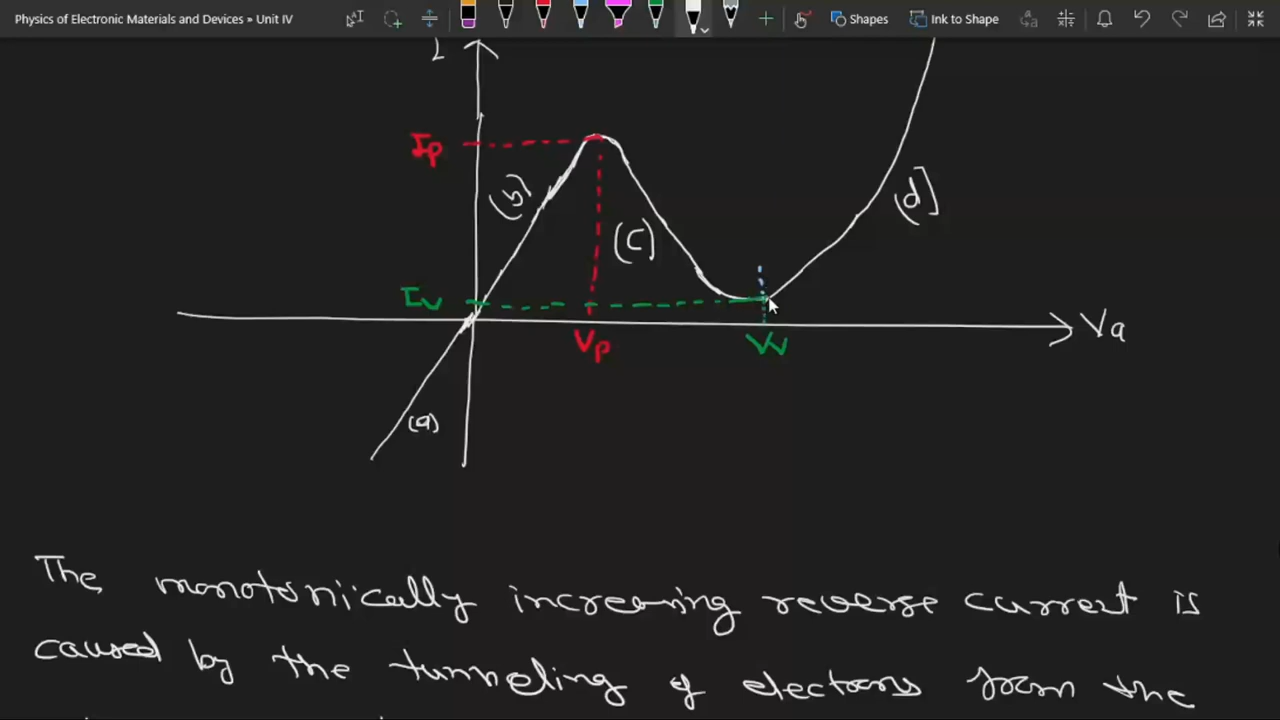 Physics of Electronic Materials and Devices » Unit IV
Shapes
Ink to Shape
I
Ip
(b)
(c)
(d]
Iv
Vp
Vv
Va
(a)
The monotonically increasing reverse current is
caused by the tunneling of electrons from the